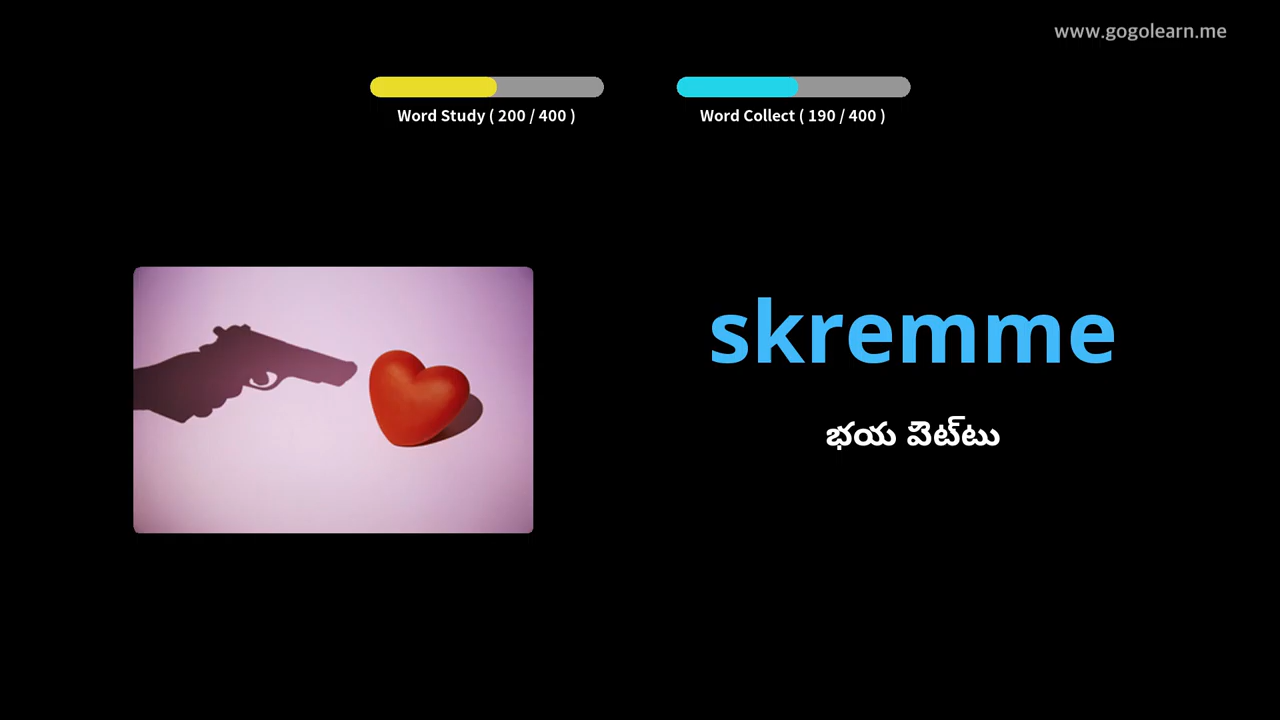 www.gogolearn.me
Word Study ( 200 / 400 )
Word Collect ( 190 / 400 )
skremme
భయ పెట్‌టు